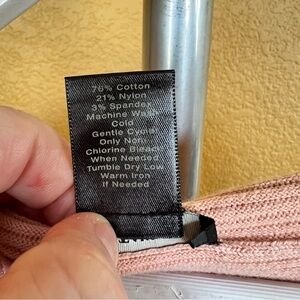 76% Cotton
21% Nylon
3% Spandex
Machine Wash
Cold
Gentle Cycle
Only Non-
Chlorine Bleach
When Needed
Tumble Dry Low
Warm Iron
If Needed